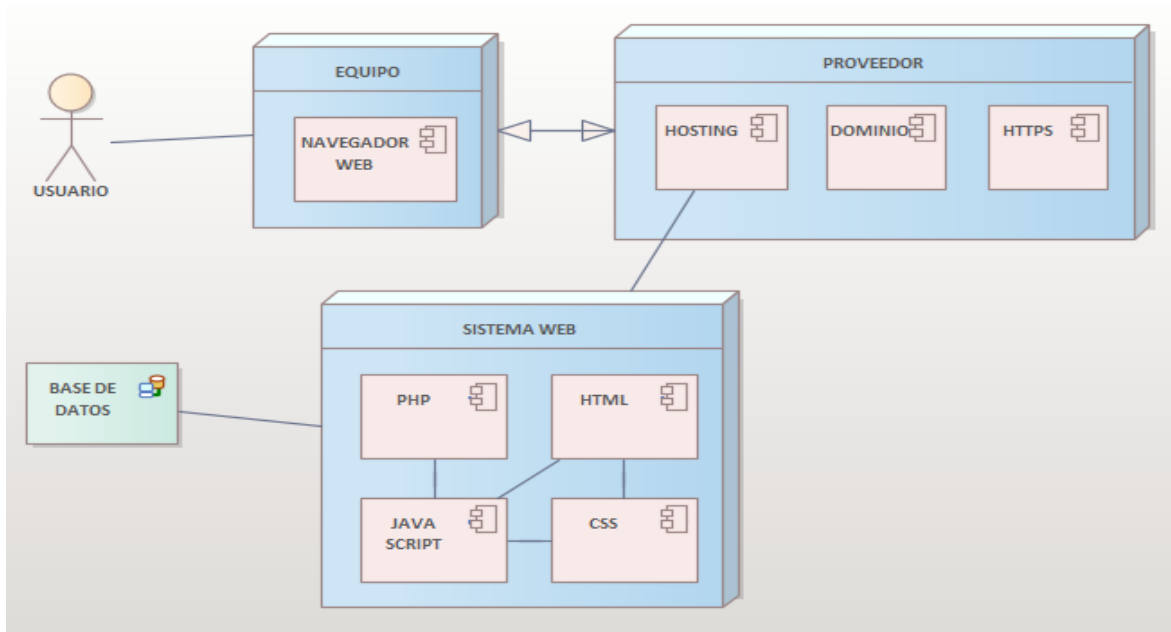 USUARIO
EQUIPO
NAVEGADOR
WEB
PROVEEDOR
HOSTING
DOMINIO
HTTPS
SISTEMA WEB
PHP
HTML
JAVA
SCRIPT
CSS
BASE DE
DATOS